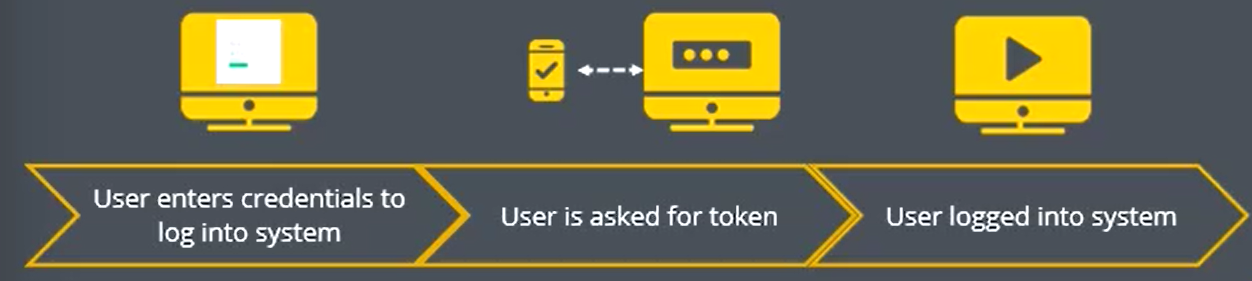 User enters credentials to
log into system
User is asked for token
User logged into system